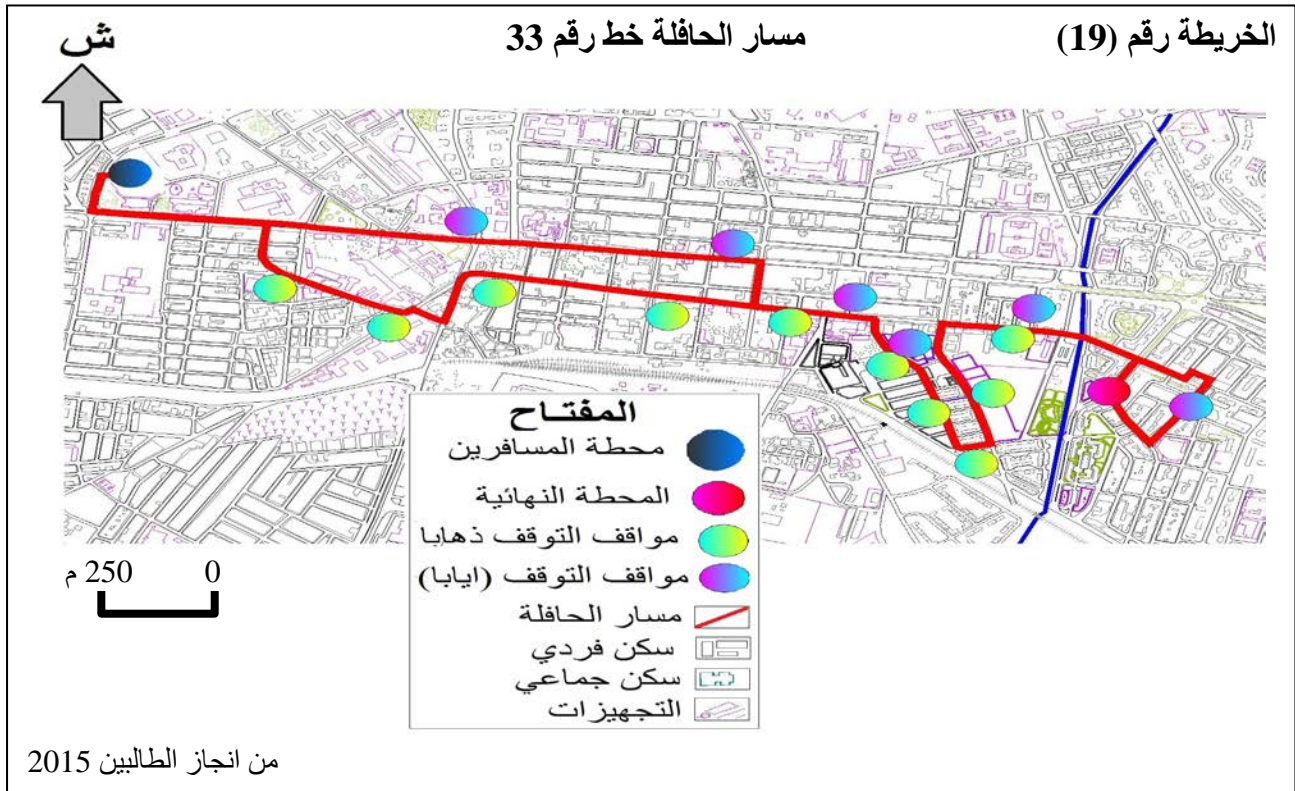 الخريطة رقم (19)
مسار الحافلة خط رقم 33
ش
المفتاح
محطة المسافرين
المحطة النهائية
مواقف التوقف ذهابا
مواقف التوقف (ايابا)
مسار الحافلة
سكن فردي
سكن جماعي
التجهيزات
0 250 م
من انجاز الطالبين 2015